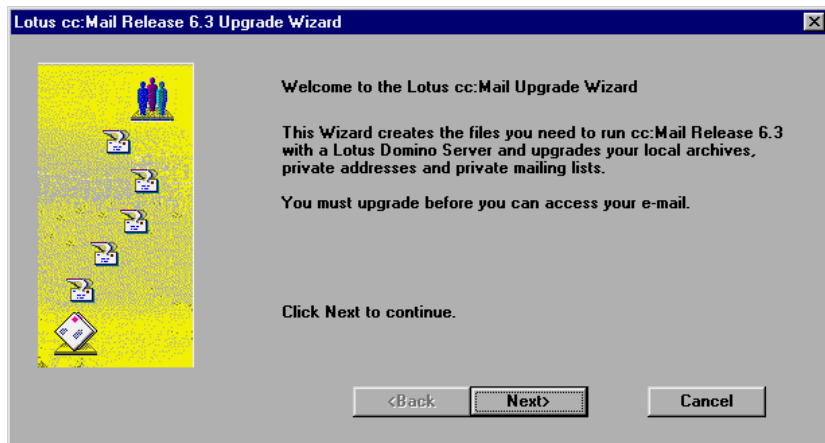 Lotus cc:Mail Release 6.3 Upgrade Wizard
Welcome to the Lotus cc:Mail Upgrade Wizard
This Wizard creates the files you need to run cc:Mail Release 6.3
with a Lotus Domino Server and upgrades your local archives,
private addresses and private mailing lists.
You must upgrade before you can access your e-mail.
Click Next to continue.
<Back Next> Cancel